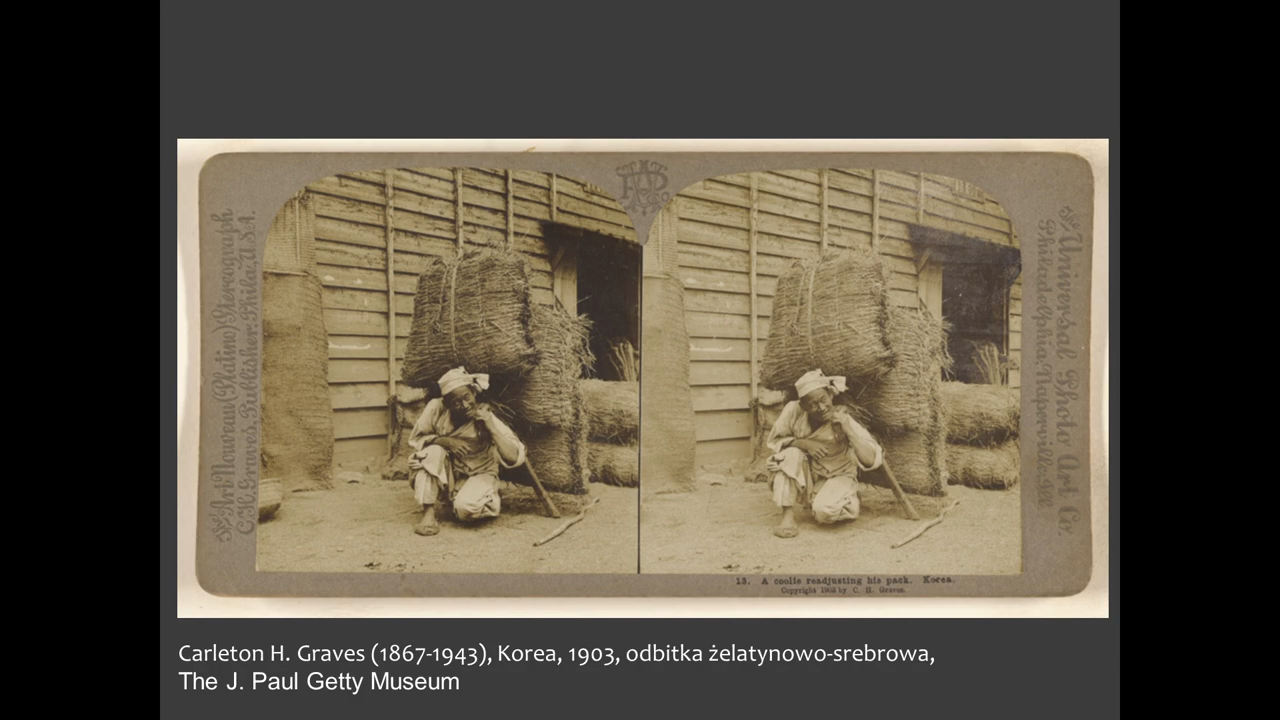 The Art Nouveau (Platino) Stereograph
C.H. Graves, Publisher, Phila. U.S.A.
The Universal Photo Art Co.
Philadelphia, Naperville, Ill.
13. A coolie readjusting his pack. Korea.
Copyright 1903 by C. H. Graves.
Carleton H. Graves (1867-1943), Korea, 1903, odbitka żelatynowo-srebrowa,
The J. Paul Getty Museum